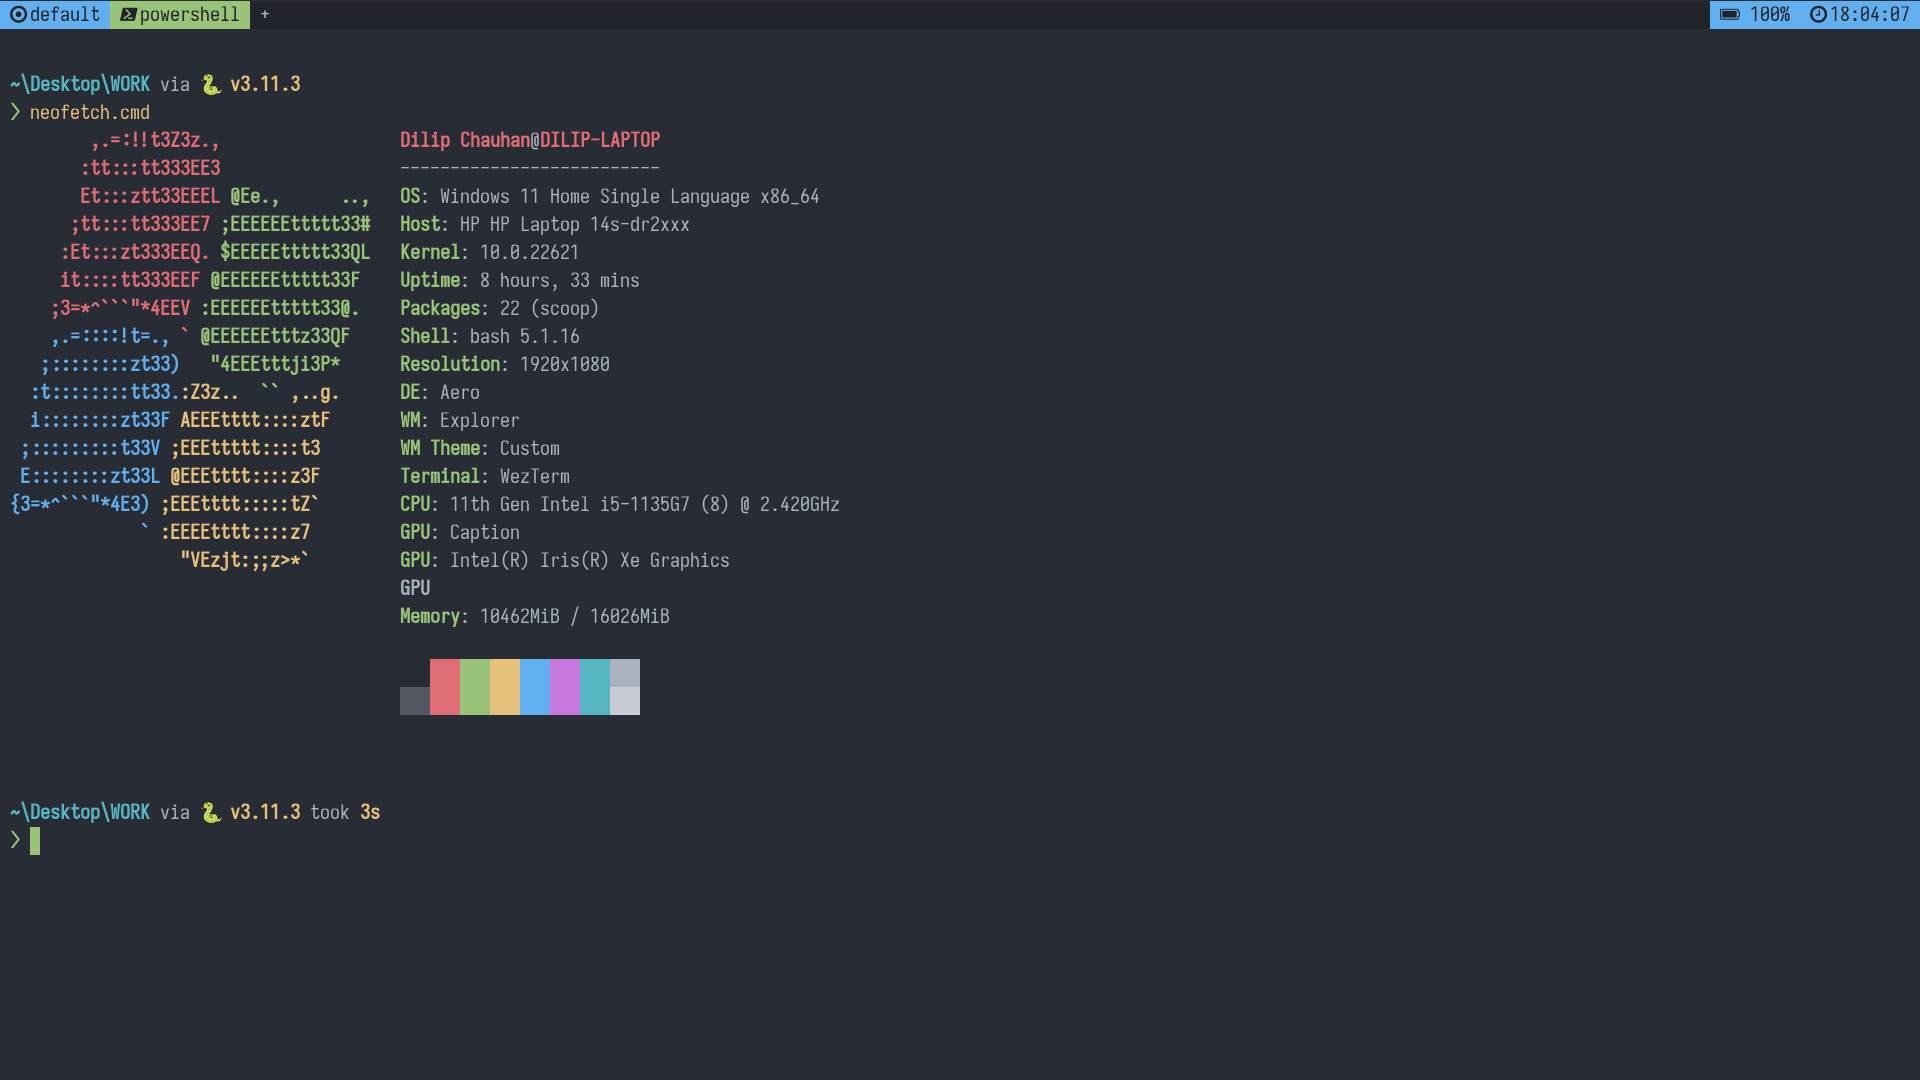 default powershell + 100% 18:04:07
~\Desktop\WORK via v3.11.3
❯ neofetch.cmd
        ,.=:!!t3Z3z.,                  Dilip Chauhan@DILIP-LAPTOP
       :tt:::tt333EE3                  --------------------------
       Et:::ztt33EEEL @Ee.,      ..,   OS: Windows 11 Home Single Language x86_64
      ;tt:::tt333EE7 ;EEEEEEttttt33#   Host: HP HP Laptop 14s-dr2xxx
     :Et:::zt333EEQ. $EEEEEttttt33QL   Kernel: 10.0.22621
     it::::tt333EEF @EEEEEEttttt33F    Uptime: 8 hours, 33 mins
    ;3=*^```"*4EEV :EEEEEEttttt33@.    Packages: 22 (scoop)
    ,.=::::!t=., ` @EEEEEEtttz33QF     Shell: bash 5.1.16
   ;::::::::zt33)   "4EEEtttji3P*      Resolution: 1920x1080
  :t::::::::tt33.:Z3z..  `` ,..g.      DE: Aero
  i::::::::zt33F AEEEtttt::::ztF       WM: Explorer
 ;:::::::::t33V ;EEEttttt::::t3        WM Theme: Custom
 E::::::::zt33L @EEEtttt::::z3F        Terminal: WezTerm
{3=*^```"*4E3) ;EEEtttt:::::tZ`        CPU: 11th Gen Intel i5-1135G7 (8) @ 2.420GHz
             ` :EEEEtttt::::z7         GPU: Caption
                 "VEzjt:;;z>*`         GPU: Intel(R) Iris(R) Xe Graphics
GPU
Memory: 10462MiB / 16026MiB
~\Desktop\WORK via v3.11.3 took 3s
❯